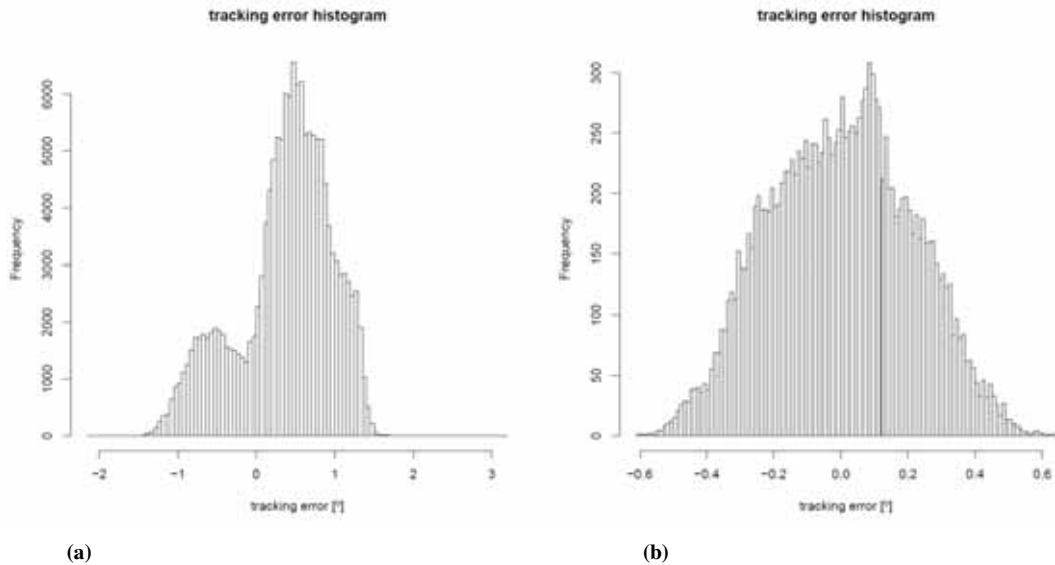 tracking error histogram
Frequency
6000
5000
4000
3000
2000
1000
0
−2 −1 0 1 2 3
tracking error [°]
(a)
tracking error histogram
Frequency
300
250
200
150
100
50
0
−0.6 −0.4 −0.2 0.0 0.2 0.4 0.6
tracking error [°]
(b)